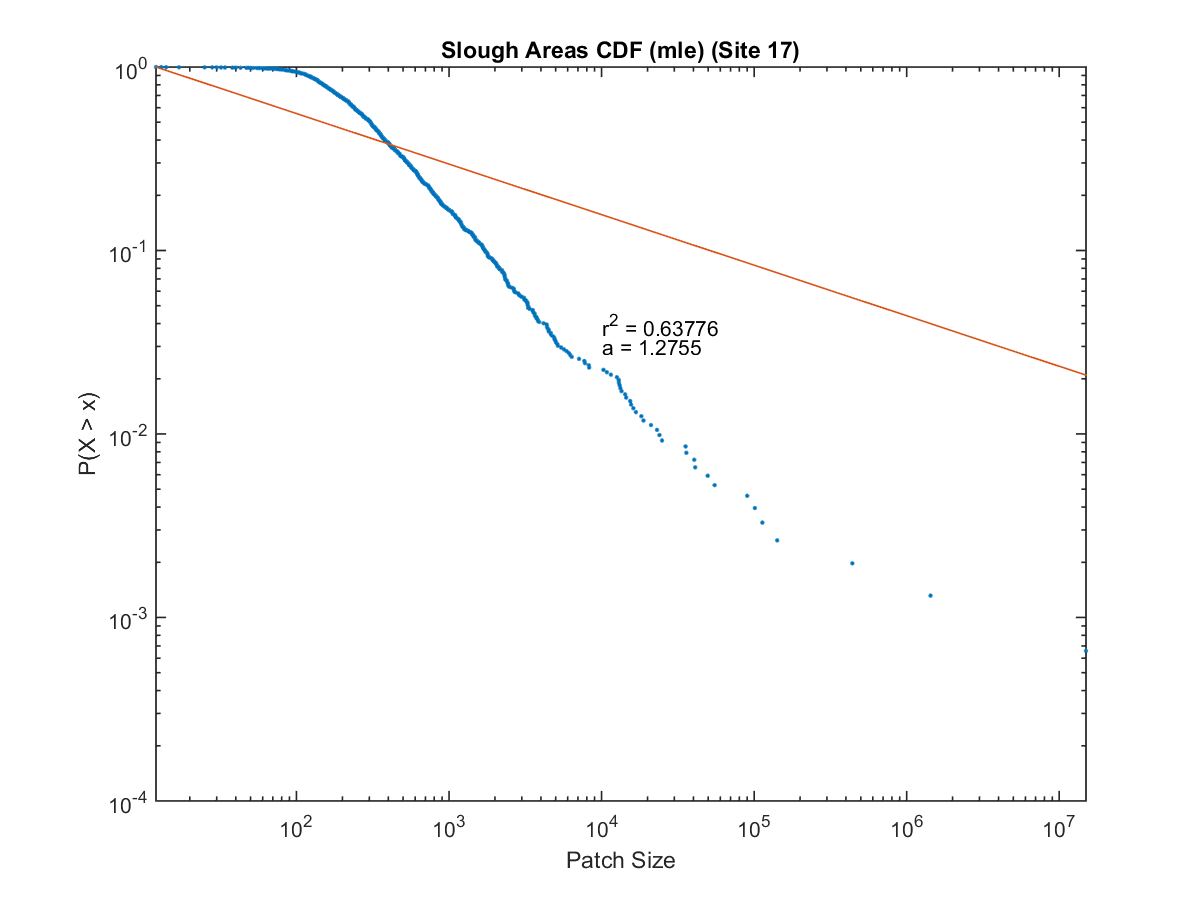 Slough Areas CDF (mle) (Site 17)
10^0
10^-1
10^-2
10^-3
10^-4
P(X > x)
r^2 = 0.63776
a = 1.2755
10^2 10^3 10^4 10^5 10^6 10^7
Patch Size